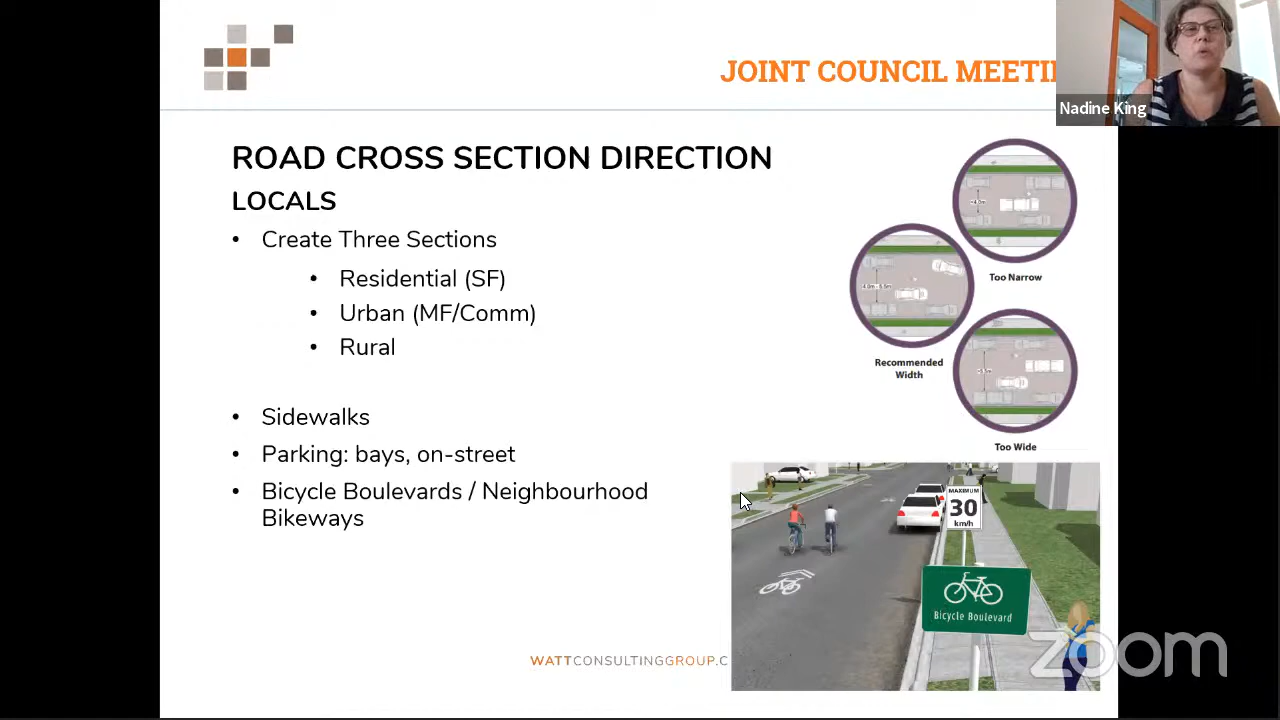 JOINT COUNCIL MEETI
Nadine King
ROAD CROSS SECTION DIRECTION
LOCALS
• Create Three Sections
• Residential (SF)
• Urban (MF/Comm)
• Rural
• Sidewalks
• Parking: bays, on-street
• Bicycle Boulevards / Neighbourhood
Bikeways
Too Narrow
Recommended
Width
Too Wide
MAXIMUM
30
km/h
Bicycle Boulevard
WATTCONSULTINGGROUP.C
zoom